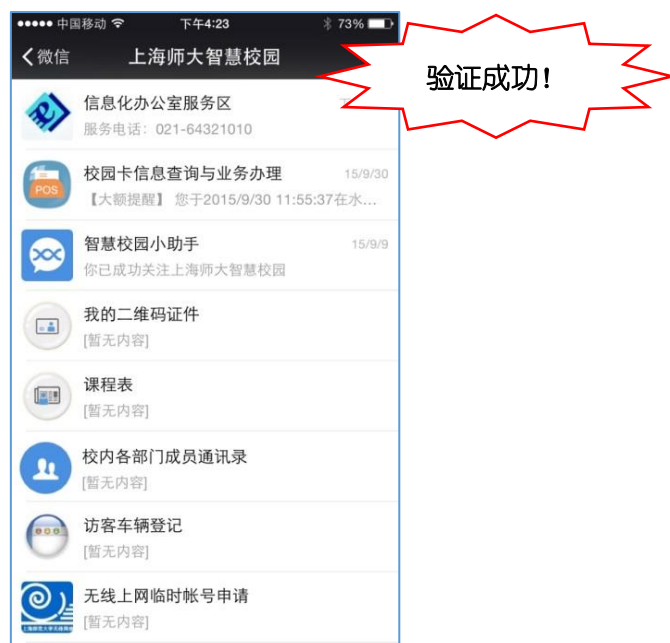 中国移动 下午4:23 73%
微信 上海师大智慧校园
验证成功!
信息化办公室服务区
服务电话：021-64321010
校园卡信息查询与业务办理 15/9/30
POS
【大额提醒】 您于2015/9/30 11:55:37在水...
智慧校园小助手 15/9/9
你已成功关注上海师大智慧校园
我的二维码证件
[暂无内容]
课程表
[暂无内容]
校内各部门成员通讯录
[暂无内容]
访客车辆登记
[暂无内容]
无线上网临时帐号申请
[暂无内容]